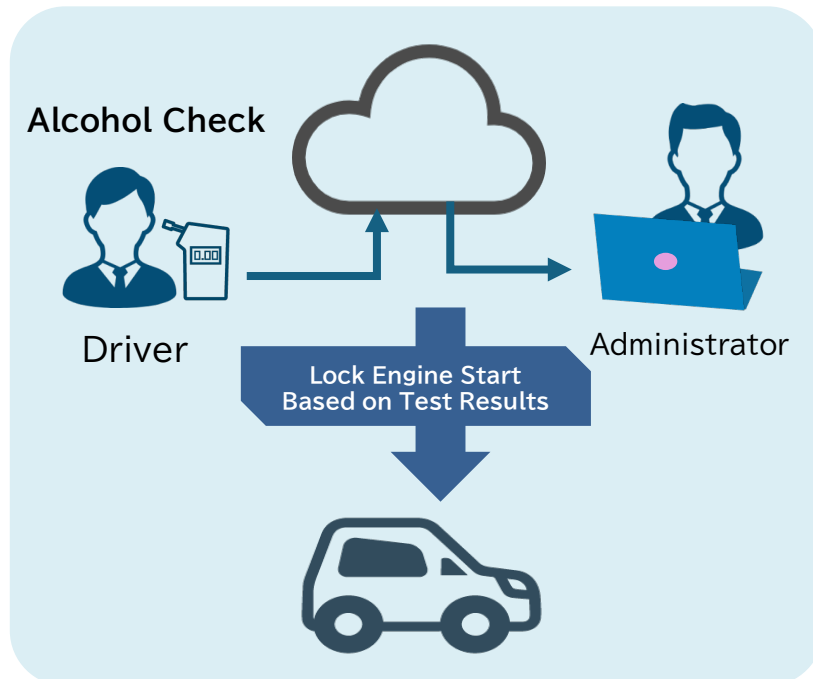 Alcohol Check
0.00
Driver
Administrator
Lock Engine Start
Based on Test Results